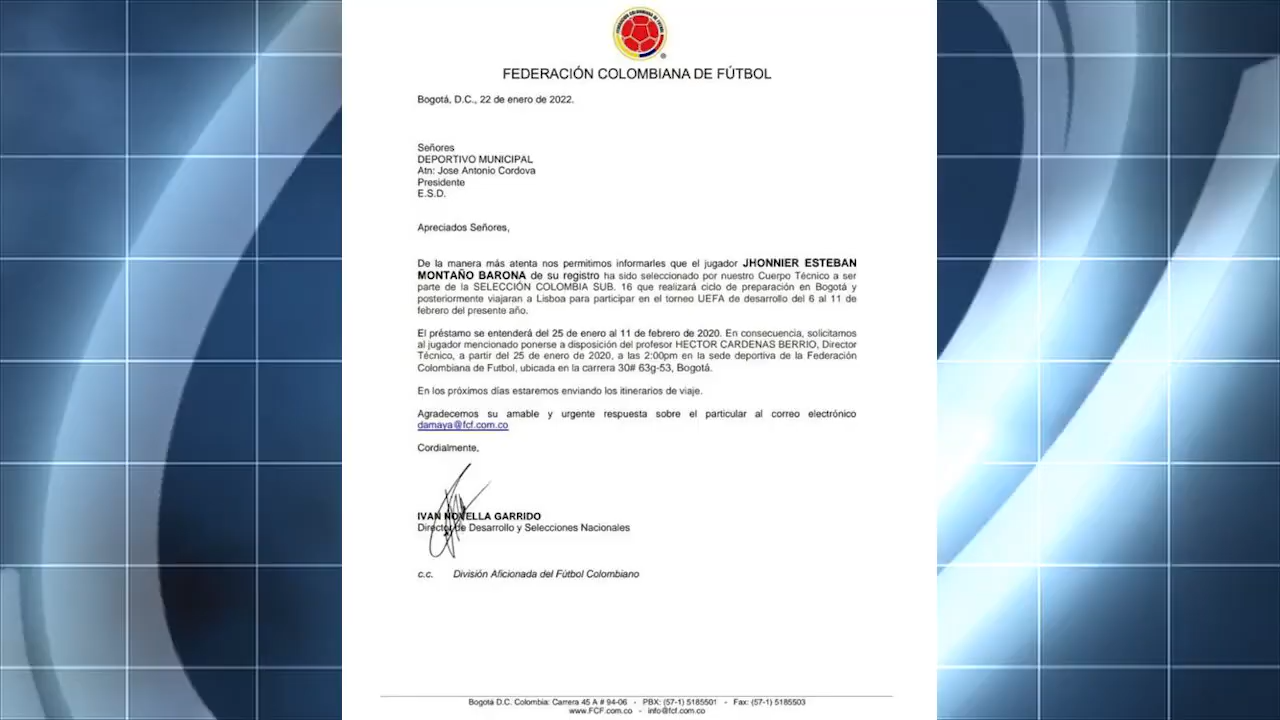 FEDERACIÓN COLOMBIANA DE FÚTBOL
Bogotá, D.C., 22 de enero de 2022.
Señores
DEPORTIVO MUNICIPAL
Atn: Jose Antonio Cordova
Presidente
E.S.D.
Apreciados Señores,
De la manera más atenta nos permitimos informarles que el jugador JHONNIER ESTEBAN
MONTAÑO BARONA de su registro ha sido seleccionado por nuestro Cuerpo Técnico a ser
parte de la SELECCIÓN COLOMBIA SUB. 16 que realizará ciclo de preparación en Bogotá y
posteriormente viajaran a Lisboa para participar en el torneo UEFA de desarrollo del 6 al 11 de
febrero del presente año.
El préstamo se entenderá del 25 de enero al 11 de febrero de 2020. En consecuencia, solicitamos
al jugador mencionado ponerse a disposición del profesor HECTOR CARDENAS BERRIO, Director
Técnico, a partir del 25 de enero de 2020, a las 2:00pm en la sede deportiva de la Federación
Colombiana de Futbol, ubicada en la carrera 30# 63g-53, Bogotá.
En los próximos días estaremos enviando los itinerarios de viaje.
Agradecemos su amable y urgente respuesta sobre el particular al correo electrónico
damaya@fcf.com.co
Cordialmente,
IVAN NOVELLA GARRIDO
Director de Desarrollo y Selecciones Nacionales
c.c. División Aficionada del Fútbol Colombiano
Bogotá D.C. Colombia: Carrera 45 A # 94-06 - PBX: (57-1) 5185501 - Fax: (57-1) 5185503
www.FCF.com.co - info@fcf.com.co